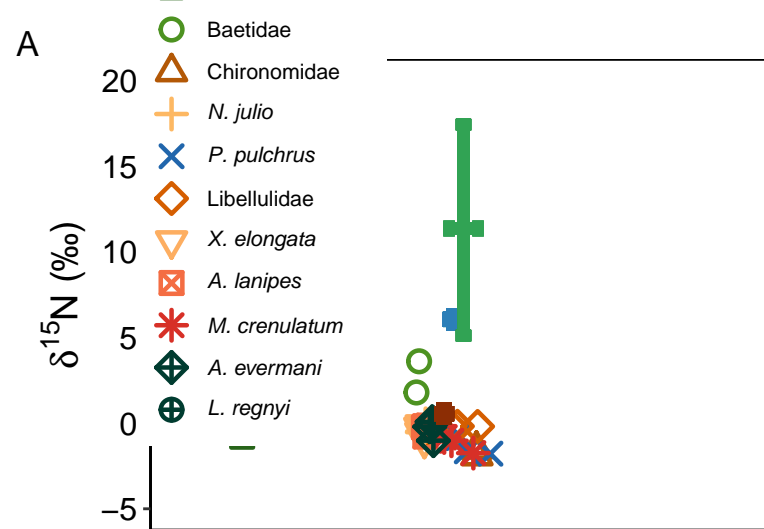 A
Baetidae
Chironomidae
N. julio
P. pulchrus
Libellulidae
X. elongata
A. lanipes
M. crenulatum
A. evermani
L. regnyi
δ¹⁵N (‰)
20
15
10
5
0
−5